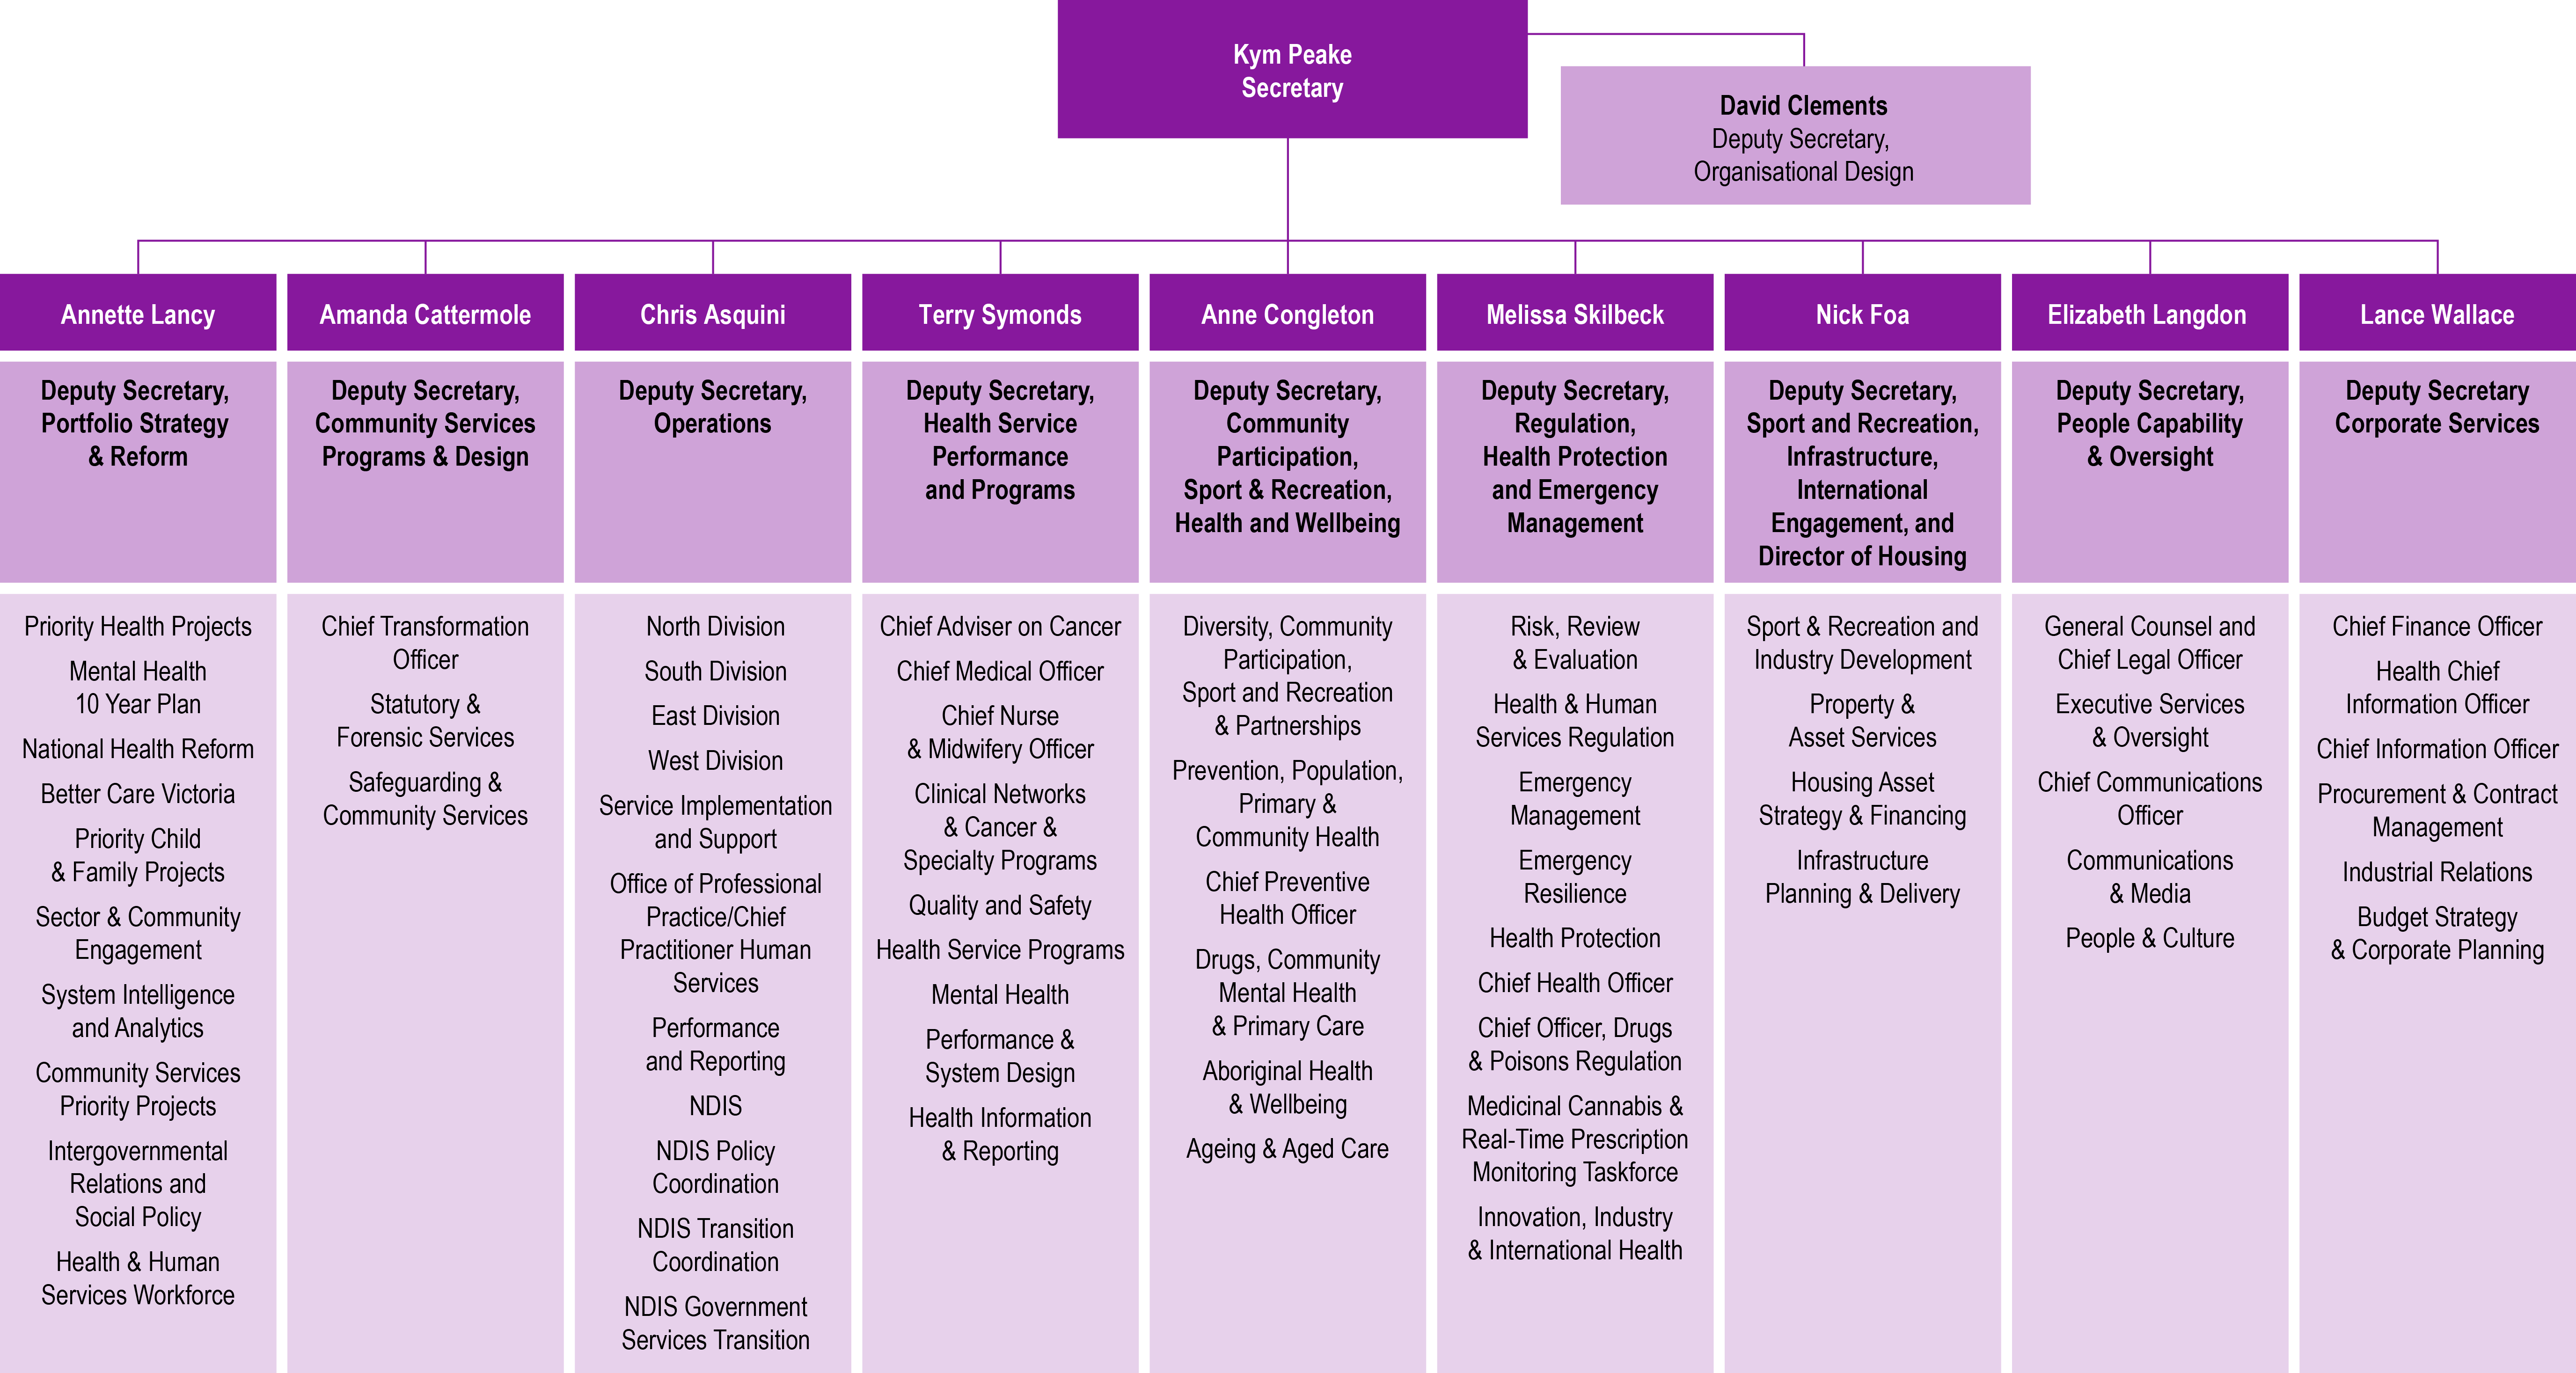 Kym Peake
Secretary
David Clements
Deputy Secretary,
Organisational Design
Annette Lancy
Deputy Secretary,
Portfolio Strategy
& Reform
Priority Health Projects
Mental Health
10 Year Plan
National Health Reform
Better Care Victoria
Priority Child
& Family Projects
Sector & Community
Engagement
System Intelligence
and Analytics
Community Services
Priority Projects
Intergovernmental
Relations and
Social Policy
Health & Human
Services Workforce
Amanda Cattermole
Deputy Secretary,
Community Services
Programs & Design
Chief Transformation
Officer
Statutory &
Forensic Services
Safeguarding &
Community Services
Chris Asquini
Deputy Secretary,
Operations
North Division
South Division
East Division
West Division
Service Implementation
and Support
Office of Professional
Practice/Chief
Practitioner Human
Services
Performance
and Reporting
NDIS
NDIS Policy
Coordination
NDIS Transition
Coordination
NDIS Government
Services Transition
Terry Symonds
Deputy Secretary,
Health Service
Performance
and Programs
Chief Adviser on Cancer
Chief Medical Officer
Chief Nurse
& Midwifery Officer
Clinical Networks
& Cancer &
Specialty Programs
Quality and Safety
Health Service Programs
Mental Health
Performance &
System Design
Health Information
& Reporting
Anne Congleton
Deputy Secretary,
Community
Participation,
Sport & Recreation,
Health and Wellbeing
Diversity, Community
Participation,
Sport and Recreation
& Partnerships
Prevention, Population,
Primary &
Community Health
Chief Preventive
Health Officer
Drugs, Community
Mental Health
& Primary Care
Aboriginal Health
& Wellbeing
Ageing & Aged Care
Melissa Skilbeck
Deputy Secretary,
Regulation,
Health Protection
and Emergency
Management
Risk, Review
& Evaluation
Health & Human
Services Regulation
Emergency
Management
Emergency
Resilience
Health Protection
Chief Health Officer
Chief Officer, Drugs
& Poisons Regulation
Medicinal Cannabis &
Real-Time Prescription
Monitoring Taskforce
Innovation, Industry
& International Health
Nick Foa
Deputy Secretary,
Sport and Recreation,
Infrastructure,
International
Engagement, and
Director of Housing
Sport & Recreation and
Industry Development
Property &
Asset Services
Housing Asset
Strategy & Financing
Infrastructure
Planning & Delivery
Elizabeth Langdon
Deputy Secretary,
People Capability
& Oversight
General Counsel and
Chief Legal Officer
Executive Services
& Oversight
Chief Communications
Officer
Communications
& Media
People & Culture
Lance Wallace
Deputy Secretary
Corporate Services
Chief Finance Officer
Health Chief
Information Officer
Chief Information Officer
Procurement & Contract
Management
Industrial Relations
Budget Strategy
& Corporate Planning